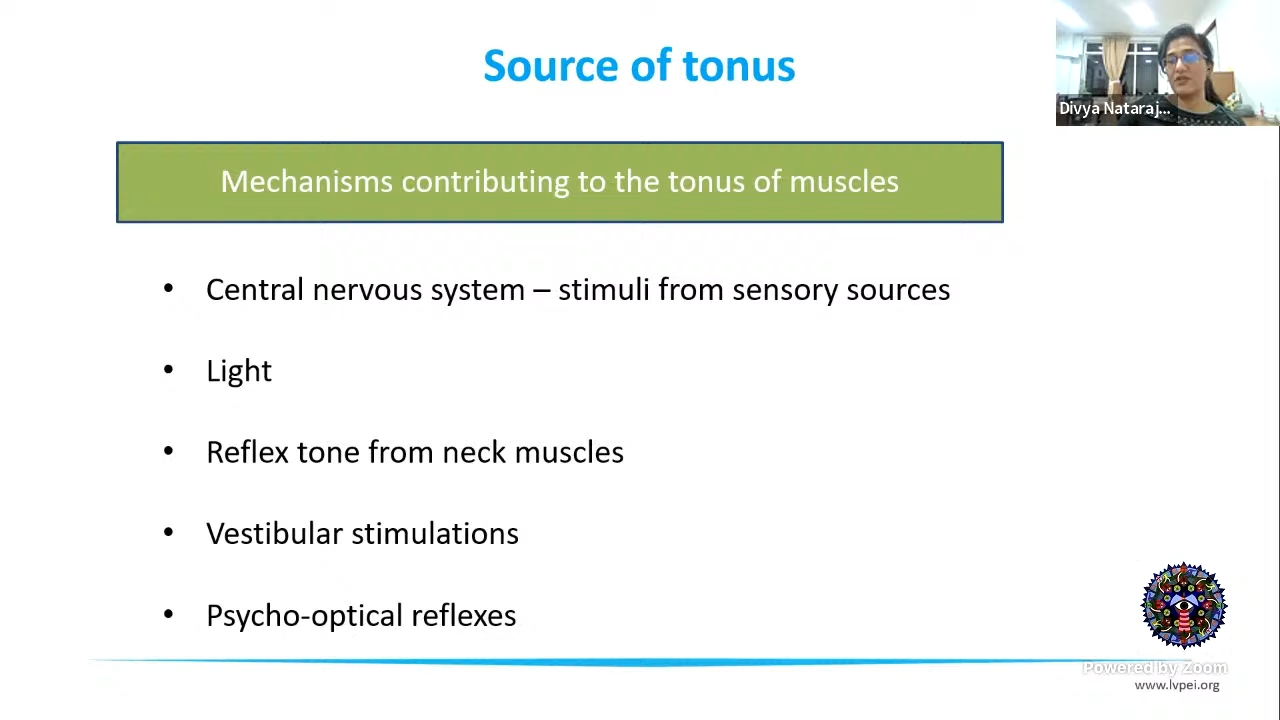 Source of tonus
Divya Nataraj...
Mechanisms contributing to the tonus of muscles
• Central nervous system – stimuli from sensory sources
• Light
• Reflex tone from neck muscles
• Vestibular stimulations
• Psycho-optical reflexes
Powered by Zoom
www.lvpei.org